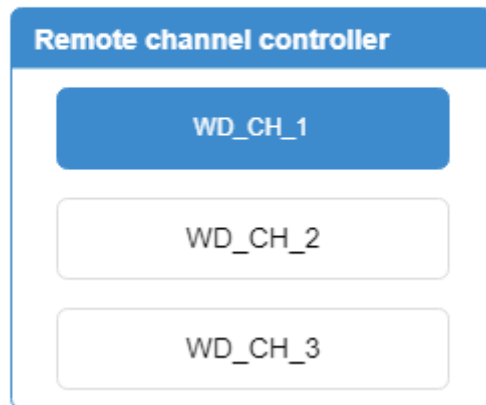 Remote channel controller
WD_CH_1
WD_CH_2
WD_CH_3